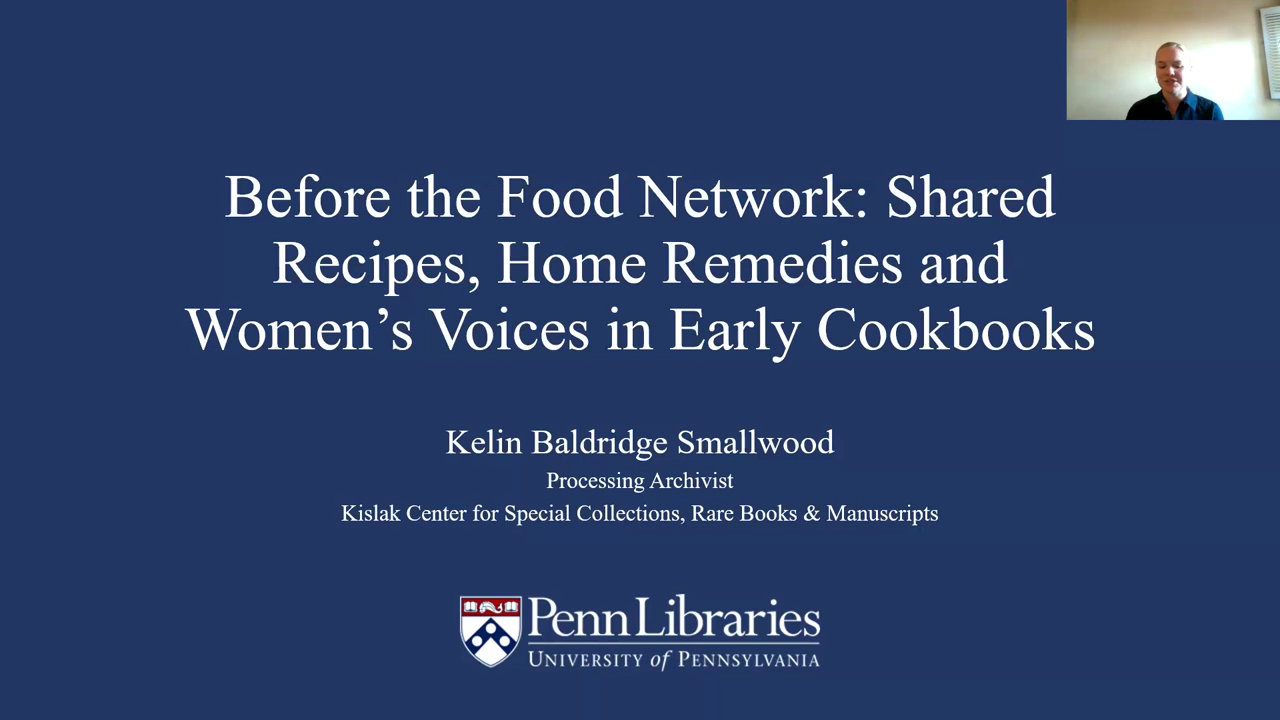 Before the Food Network: Shared
Recipes, Home Remedies and
Women’s Voices in Early Cookbooks
Kelin Baldridge Smallwood
Processing Archivist
Kislak Center for Special Collections, Rare Books & Manuscripts
Penn Libraries
UNIVERSITY of PENNSYLVANIA